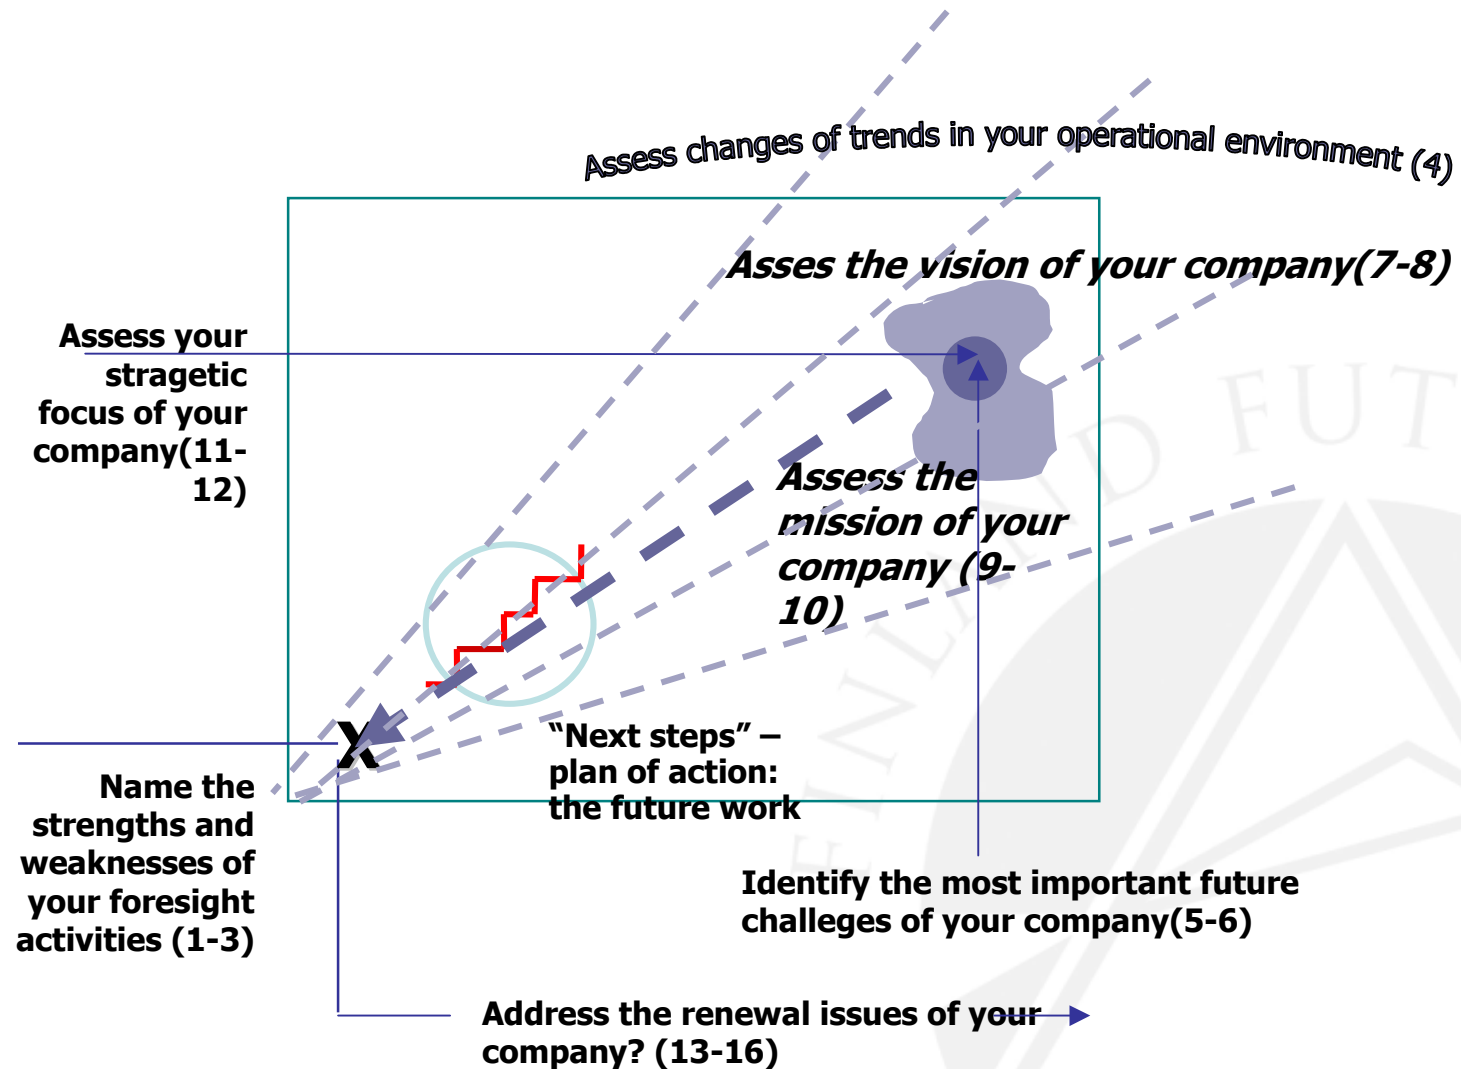 Assess changes of trends in your operational environment (4)
Asses the vision of your company(7-8)
Assess your
stragetic
focus of your
company(11-
12)
Assess the
mission of your
company (9-
10)
X
"Next steps" –
plan of action:
the future work
Name the
strengths and
weaknesses of
your foresight
activities (1-3)
Identify the most important future
challeges of your company(5-6)
Address the renewal issues of your
company? (13-16)
FINLAND FUT